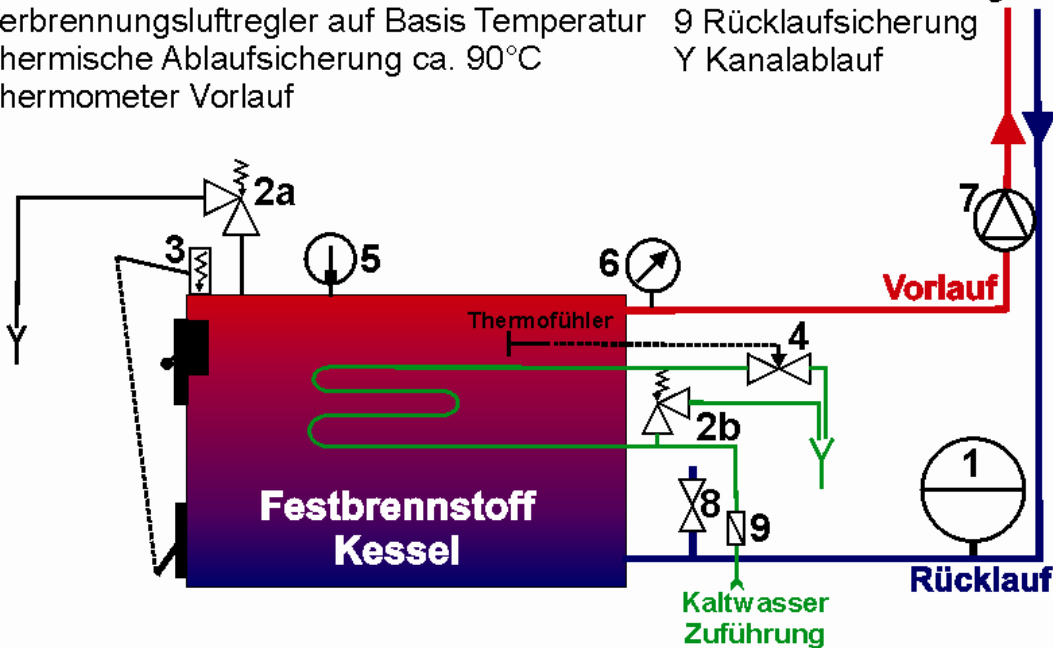 erbrennungsluftregler auf Basis Temperatur 9 Rücklaufsicherung
hermische Ablaufsicherung ca. 90°C Y Kanalablauf
hermometer Vorlauf
2a
7
3
5
6
Vorlauf
Thermofühler
4
2b
1
Festbrennstoff
Kessel
8
9
Rücklauf
Kaltwasser
Zuführung